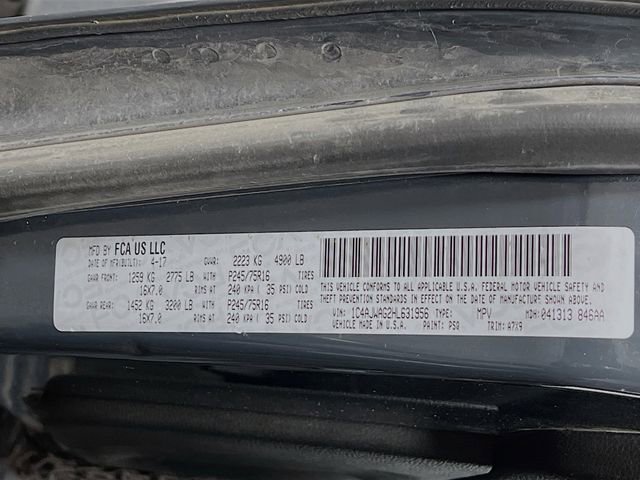 MFD BY FCA US LLC
DATE OF MFR(BUILT): 4-17 GVWR: 2223 KG 4900 LB
GAWR FRONT: 1259 KG 2775 LB WITH P245/75R16 TIRES
16X7.0 RIMS AT 240 KPA ( 35 PSI) COLD
GAWR REAR: 1452 KG 3200 LB WITH P245/75R16 TIRES
16X7.0 RIMS AT 240 KPA ( 35 PSI) COLD
THIS VEHICLE CONFORMS TO ALL APPLICABLE U.S.A. FEDERAL MOTOR VEHICLE SAFETY
AND THEFT PREVENTION STANDARDS IN EFFECT ON THE DATE OF MANUFACTURE SHOWN ABOVE.
VIN: 1C4AJWAG2HL631956 TYPE: MPV MDH: 041313 846AA
VEHICLE MADE IN U.S.A. PAINT: PSQ TRIM: A7X9